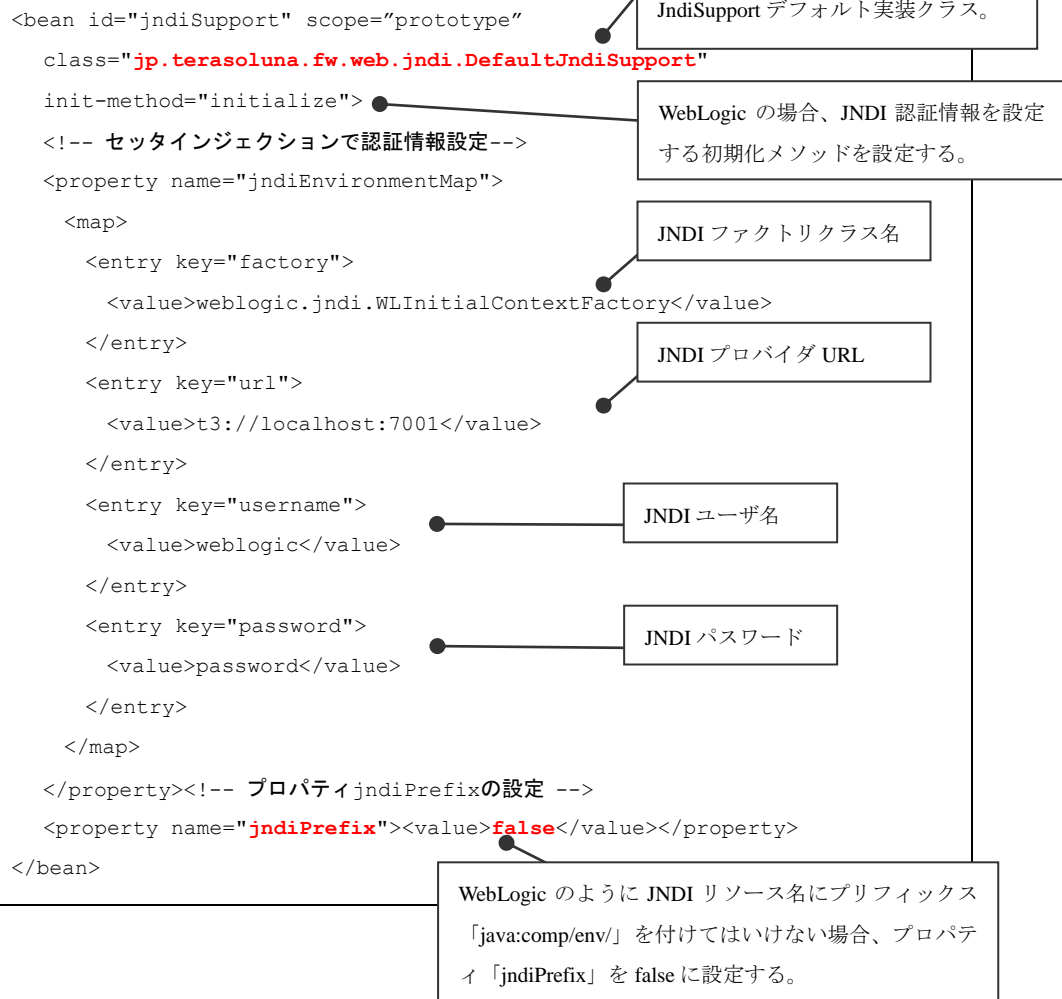 <bean id="jndiSupport" scope=”prototype”
JndiSupport デフォルト実装クラス。
class="jp.terasoluna.fw.web.jndi.DefaultJndiSupport"
init-method="initialize">
WebLogic の場合、JNDI 認証情報を設定
する初期化メソッドを設定する。
<!-- セッタインジェクションで認証情報設定-->
<property name="jndiEnvironmentMap">
<map>
JNDI ファクトリクラス名
<entry key="factory">
<value>weblogic.jndi.WLInitialContextFactory</value>
</entry>
JNDI プロバイダ URL
<entry key="url">
<value>t3://localhost:7001</value>
</entry>
<entry key="username">
JNDI ユーザ名
<value>weblogic</value>
</entry>
<entry key="password">
JNDI パスワード
<value>password</value>
</entry>
</map>
</property><!-- プロパティjndiPrefixの設定 -->
<property name="jndiPrefix"><value>false</value></property>
</bean>
WebLogic のように JNDI リソース名にプリフィックス
「java:comp/env/」を付けてはいけない場合、プロパテ
ィ「jndiPrefix」を false に設定する。